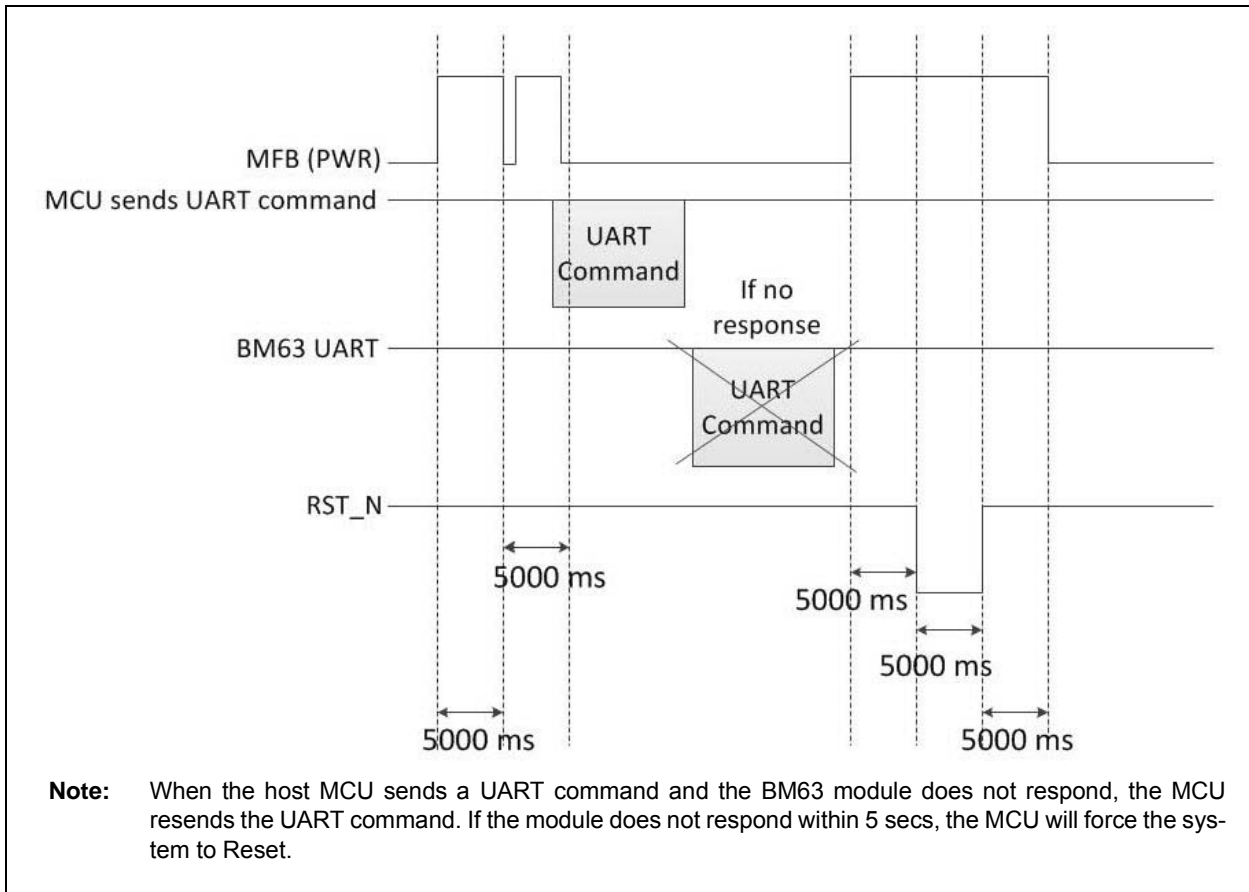 MFB (PWR)
MCU sends UART command
UART
Command
If no
response
BM63 UART
UART
Command
RST_N
5000 ms
5000 ms
5000 ms
5000 ms
5000 ms
Note: When the host MCU sends a UART command and the BM63 module does not respond, the MCU
resends the UART command. If the module does not respond within 5 secs, the MCU will force the sys-
tem to Reset.